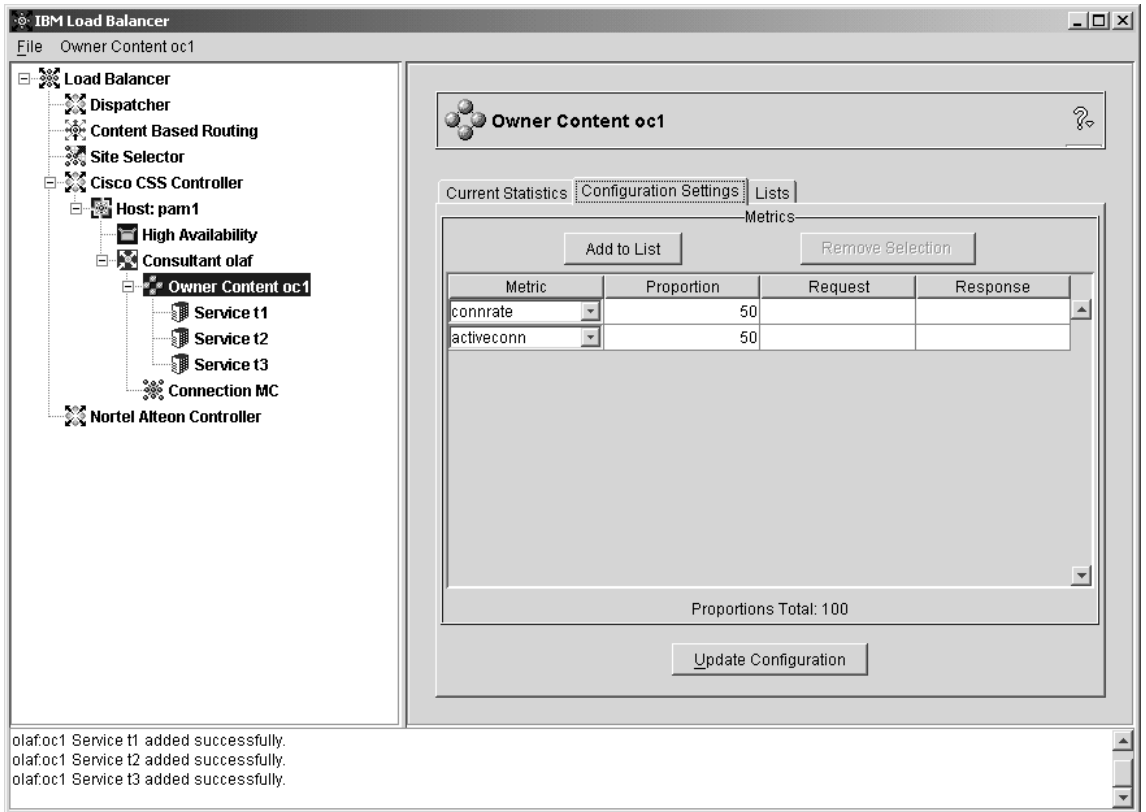 IBM Load Balancer
File Owner Content oc1
Load Balancer
Dispatcher
Content Based Routing
Site Selector
Cisco CSS Controller
Host: pam1
High Availability
Consultant olaf
Owner Content oc1
Service t1
Service t2
Service t3
Connection MC
Nortel Alteon Controller
Owner Content oc1
?
Current Statistics Configuration Settings Lists
Metrics
Add to List Remove Selection
Metric Proportion Request Response
connrate 50
activeconn 50
Proportions Total: 100
Update Configuration
olaf:oc1 Service t1 added successfully.
olaf:oc1 Service t2 added successfully.
olaf:oc1 Service t3 added successfully.